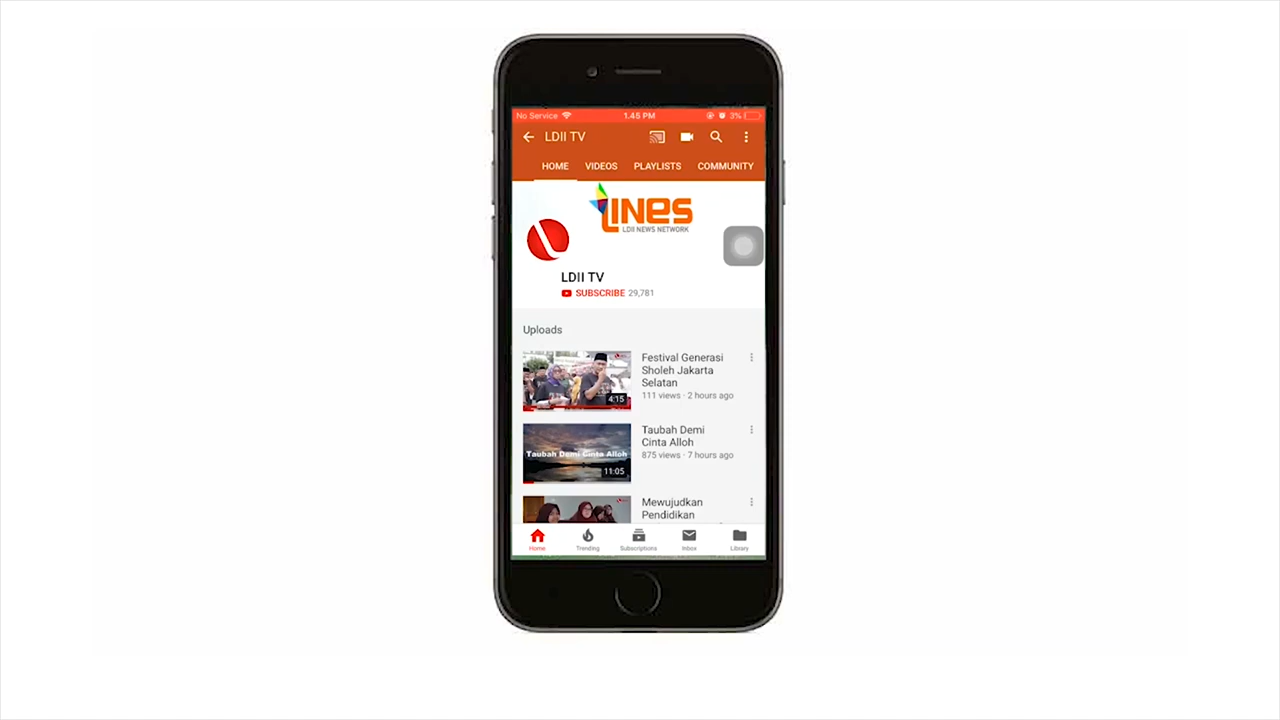 No Service 1.45 PM 3%
LDII TV
HOME VIDEOS PLAYLISTS COMMUNITY
LINES
LDII NEWS NETWORK
LDII TV
SUBSCRIBE 29,781
Uploads
Festival Generasi
Sholeh Jakarta
Selatan
111 views · 2 hours ago
4:15
Taubah Demi
Cinta Alloh
875 views · 7 hours ago
Taubah Demi Cinta Alloh
11:05
Mewujudkan
Pendidikan
Home Trending Subscriptions Inbox Library